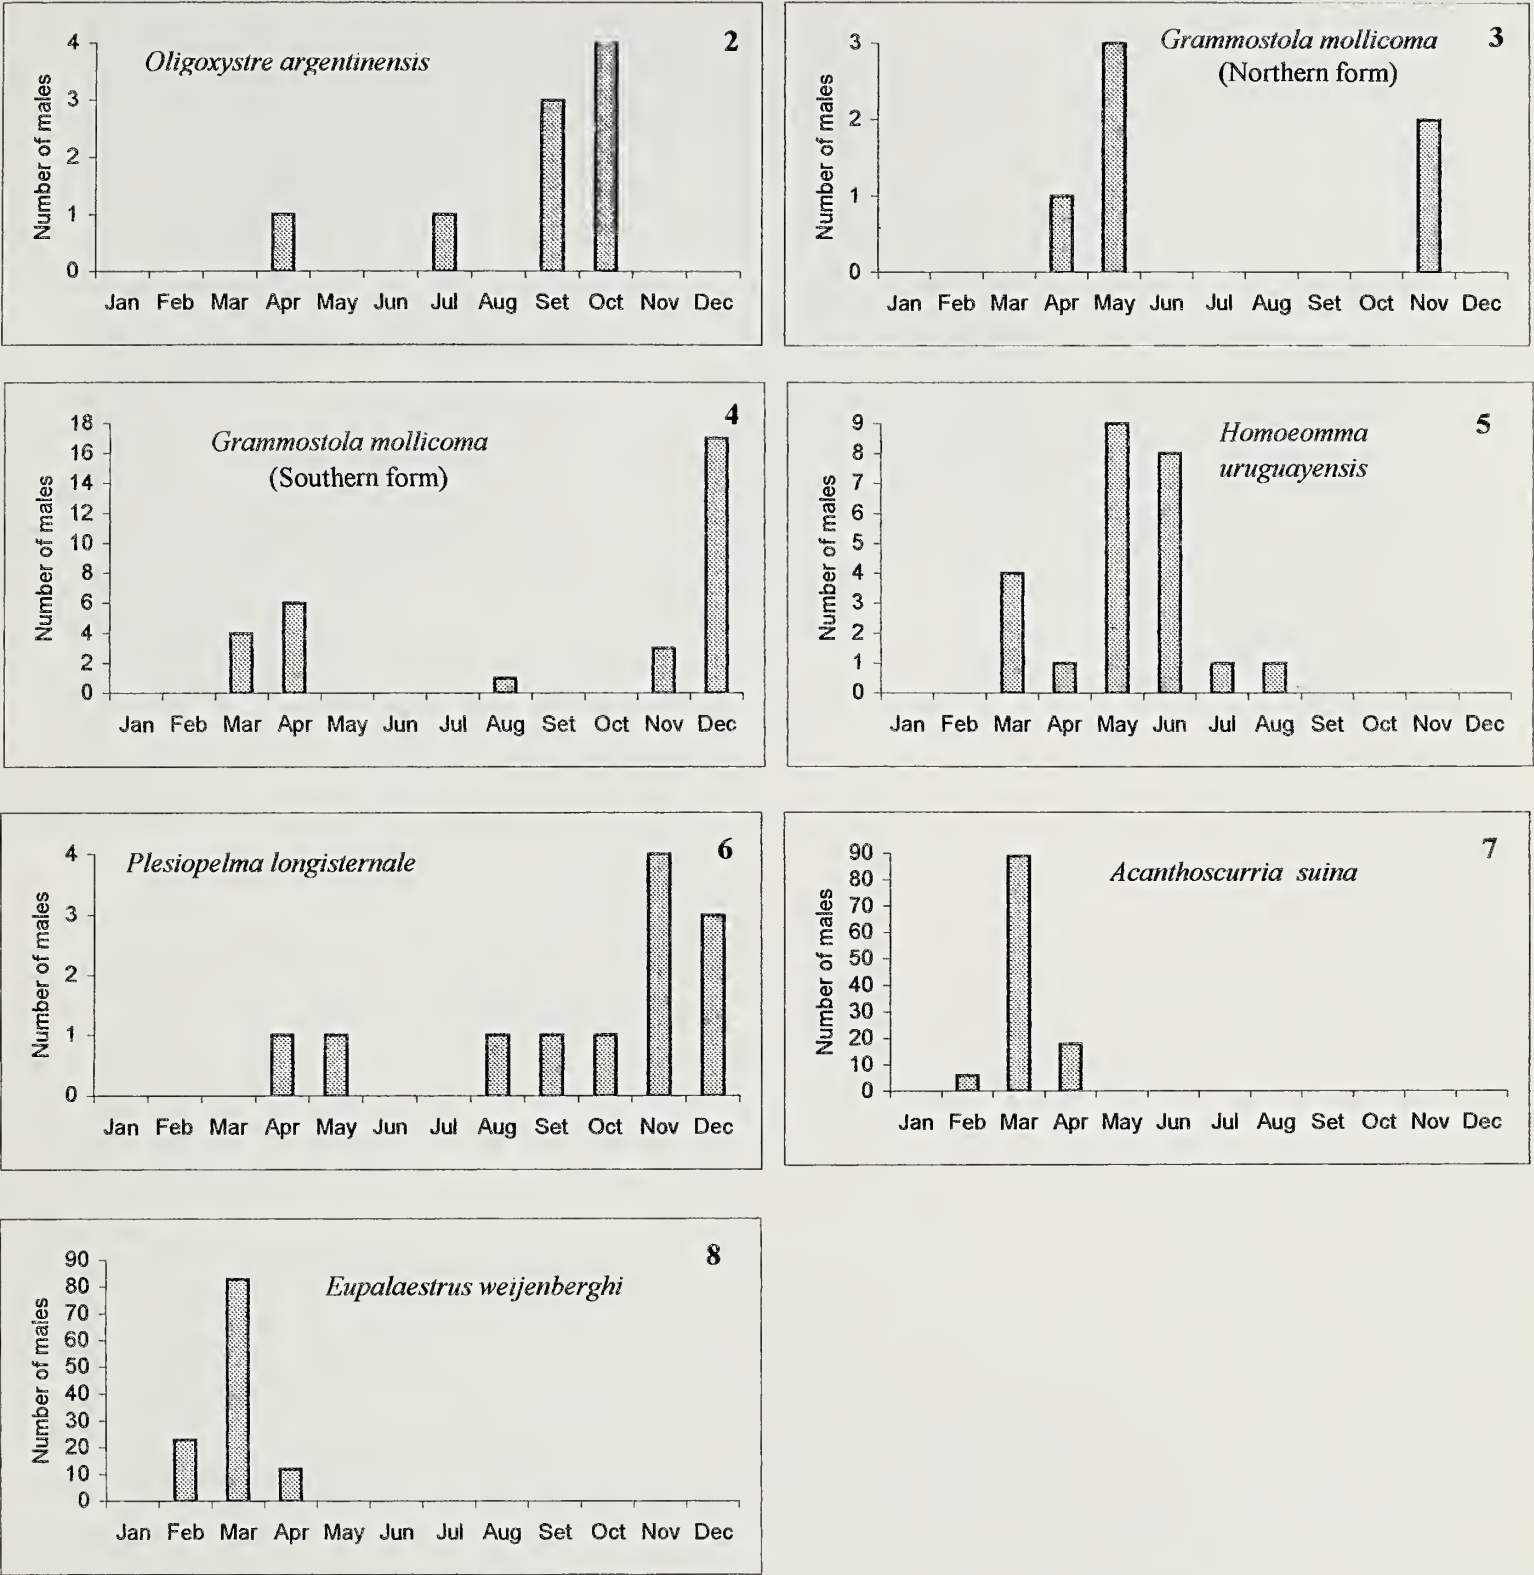 2
Oligoxystre argentinensis
Number of males
4
3
2
1
0
Jan Feb Mar Apr May Jun Jul Aug Set Oct Nov Dec
3
Grammostola mollicoma
(Northern form)
Number of males
3
2
1
0
Jan Feb Mar Apr May Jun Jul Aug Set Oct Nov Dec
4
Grammostola mollicoma
(Southern form)
Number of males
18
16
14
12
10
8
6
4
2
0
Jan Feb Mar Apr May Jun Jul Aug Set Oct Nov Dec
5
Homoeomma
uruguayensis
Number of males
9
8
7
6
5
4
3
2
1
0
Jan Feb Mar Apr May Jun Jul Aug Set Oct Nov Dec
6
Plesiopelma longisternale
Number of males
4
3
2
1
0
Jan Feb Mar Apr May Jun Jul Aug Set Oct Nov Dec
7
Acanthoscurria suina
Number of males
90
80
70
60
50
40
30
20
10
0
Jan Feb Mar Apr May Jun Jul Aug Set Oct Nov Dec
8
Eupalaestrus weijenberghi
Number of males
90
80
70
60
50
40
30
20
10
0
Jan Feb Mar Apr May Jun Jul Aug Set Oct Nov Dec